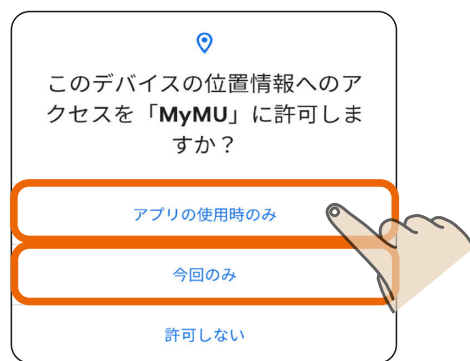 このデバイスの位置情報へのア
クセスを「MyMU」に許可しま
すか？
アプリの使用時のみ
今回のみ
許可しない